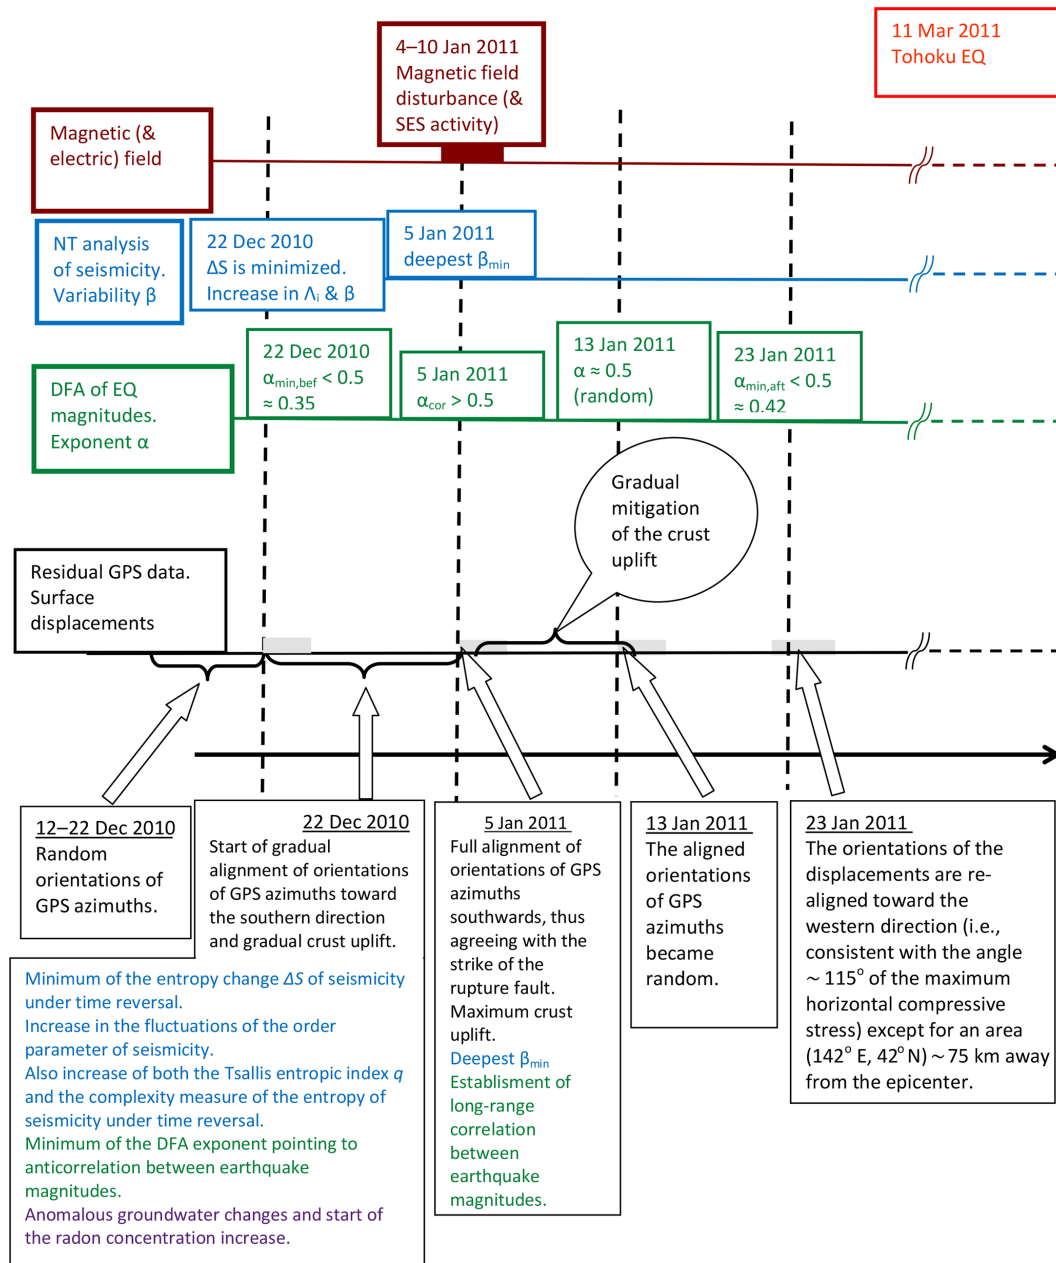 11 Mar 2011
Tohoku EQ
4–10 Jan 2011
Magnetic field
disturbance (&
SES activity)
Magnetic (&
electric) field
NT analysis
of seismicity.
Variability β
22 Dec 2010
ΔS is minimized.
Increase in Λᵢ & β
5 Jan 2011
deepest βmin
DFA of EQ
magnitudes.
Exponent α
22 Dec 2010
αmin,bef < 0.5
≈ 0.35
5 Jan 2011
αcor > 0.5
13 Jan 2011
α ≈ 0.5
(random)
23 Jan 2011
αmin,aft < 0.5
≈ 0.42
Gradual
mitigation
of the crust
uplift
Residual GPS data.
Surface
displacements
12–22 Dec 2010
Random
orientations of
GPS azimuths.
22 Dec 2010
Start of gradual
alignment of orientations
of GPS azimuths toward
the southern direction
and gradual crust uplift.
Minimum of the entropy change ΔS of seismicity
under time reversal.
Increase in the fluctuations of the order
parameter of seismicity.
Also increase of both the Tsallis entropic index q
and the complexity measure of the entropy of
seismicity under time reversal.
Minimum of the DFA exponent pointing to
anticorrelation between earthquake
magnitudes.
Anomalous groundwater changes and start of
the radon concentration increase.
5 Jan 2011
Full alignment of
orientations of GPS
azimuths
southwards, thus
agreeing with the
strike of the
rupture fault.
Maximum crust
uplift.
Deepest βmin
Establisment of
long-range
correlation
between
earthquake
magnitudes.
13 Jan 2011
The aligned
orientations
of GPS
azimuths
became
random.
23 Jan 2011
The orientations of the
displacements are re-
aligned toward the
western direction (i.e.,
consistent with the angle
~ 115° of the maximum
horizontal compressive
stress) except for an area
(142° E, 42° N) ~ 75 km away
from the epicenter.